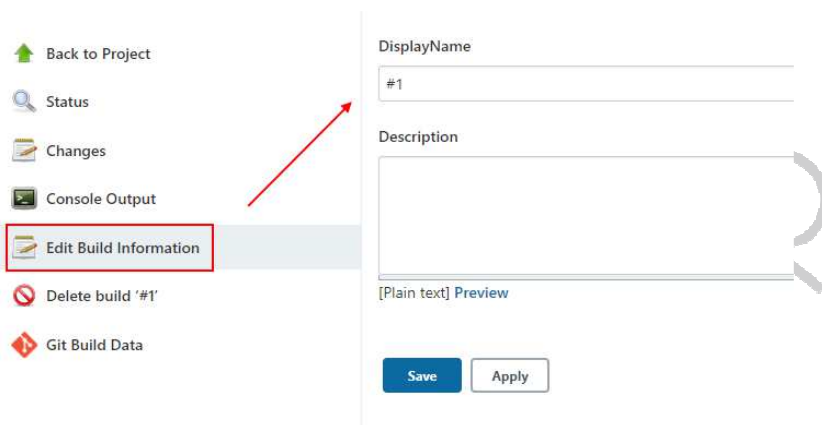 Back to Project
Status
Changes
Console Output
Edit Build Information
Delete build ‘#1’
Git Build Data
DisplayName
#1
Description
[Plain text] Preview
Save
Apply